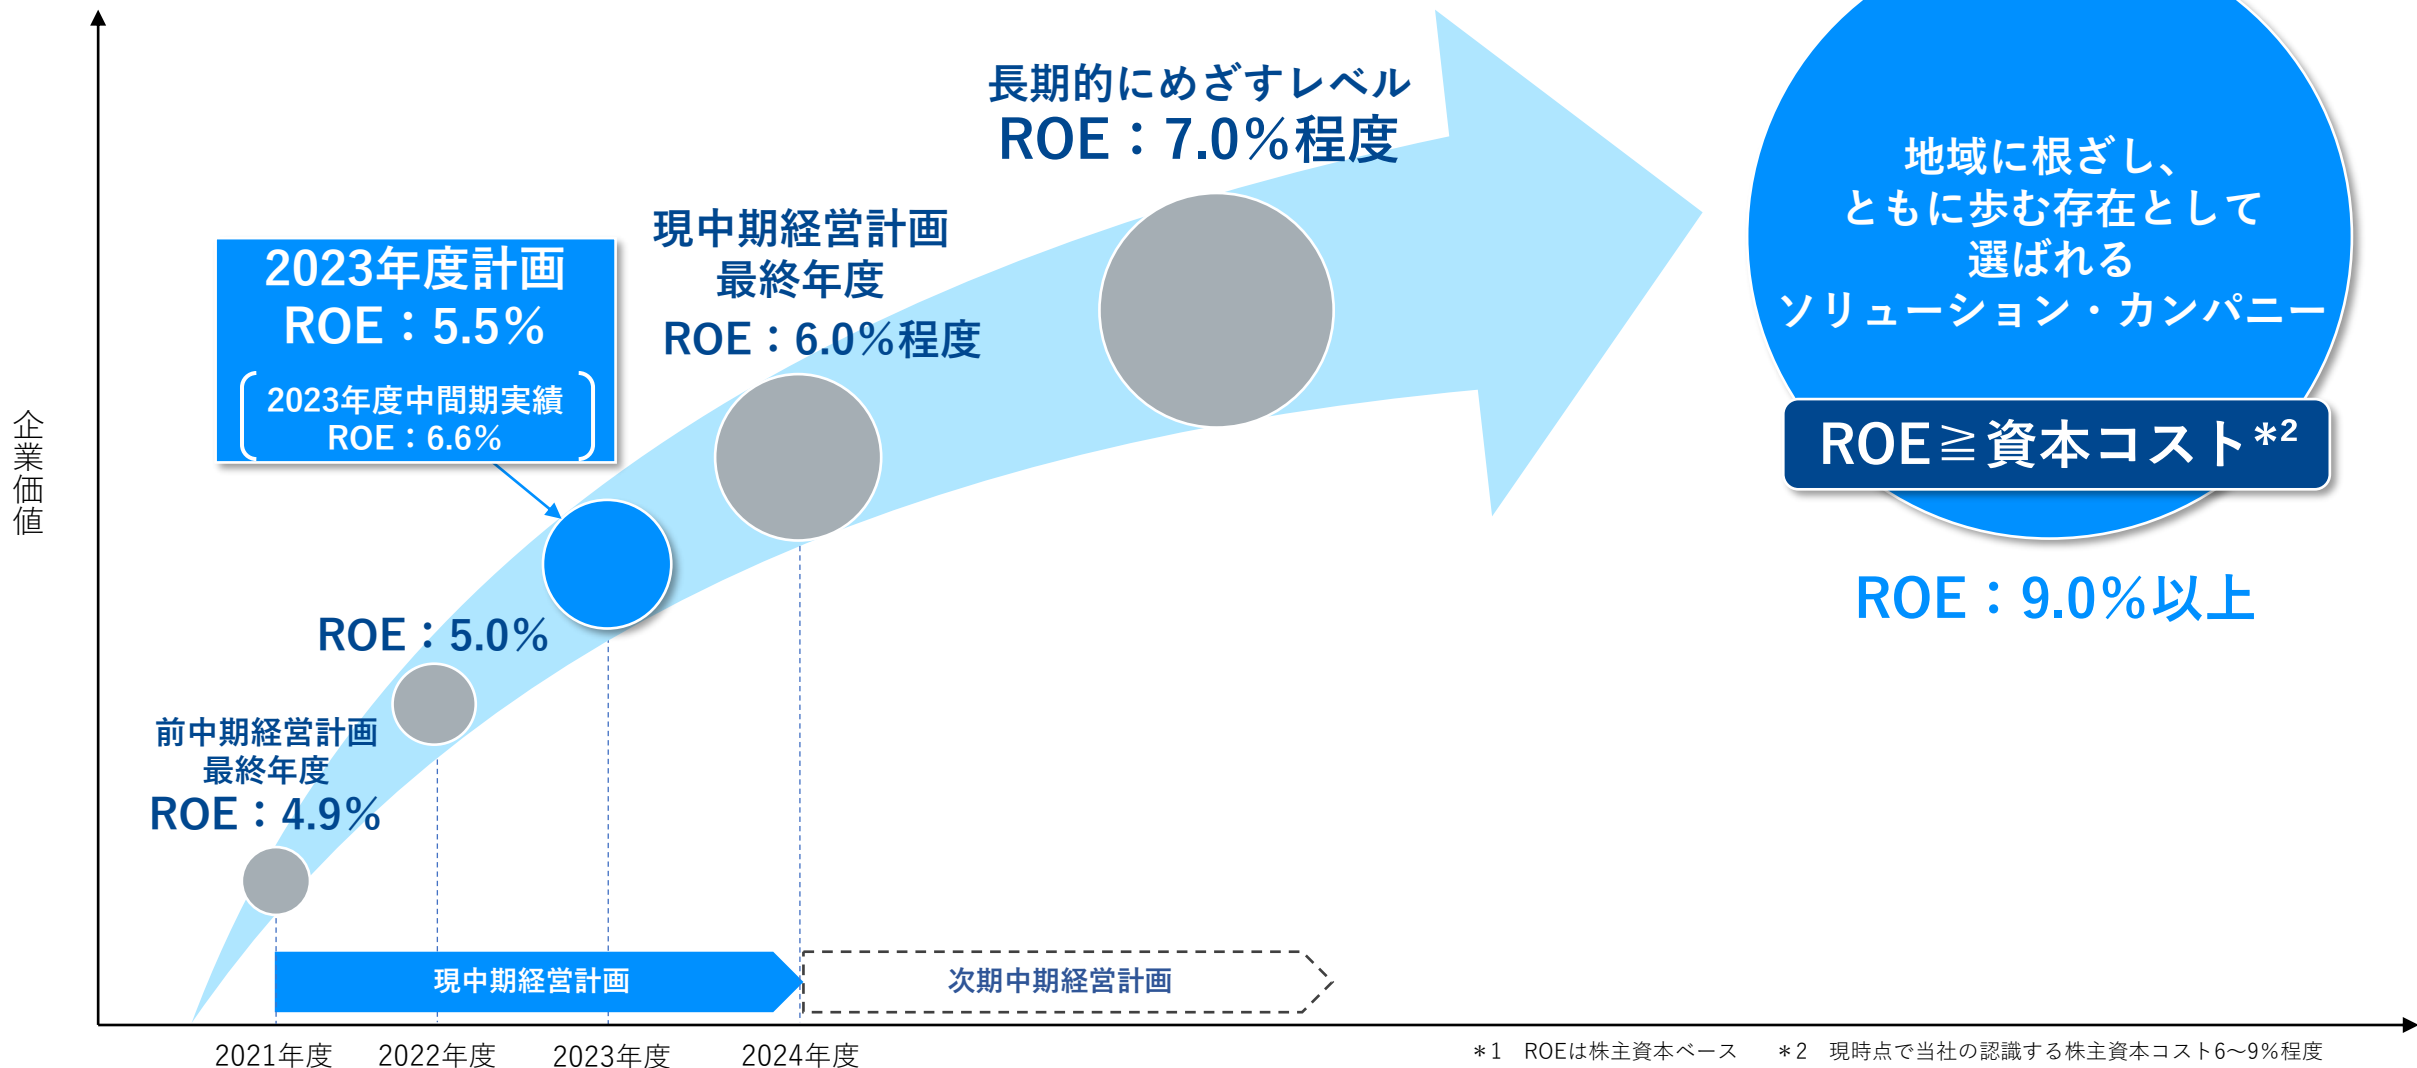 企業価値
長期的にめざすレベル
ROE：7.0%程度
現中期経営計画
最終年度
ROE：6.0%程度
2023年度計画
ROE：5.5%
2023年度中間期実績
ROE：6.6%
ROE：5.0%
前中期経営計画
最終年度
ROE：4.9%
地域に根ざし、
ともに歩む存在として
選ばれる
ソリューション・カンパニー
ROE≧資本コスト*2
ROE：9.0%以上
現中期経営計画
次期中期経営計画
2021年度
2022年度
2023年度
2024年度
＊1　ROEは株主資本ベース　＊2　現時点で当社の認識する株主資本コスト6～9%程度